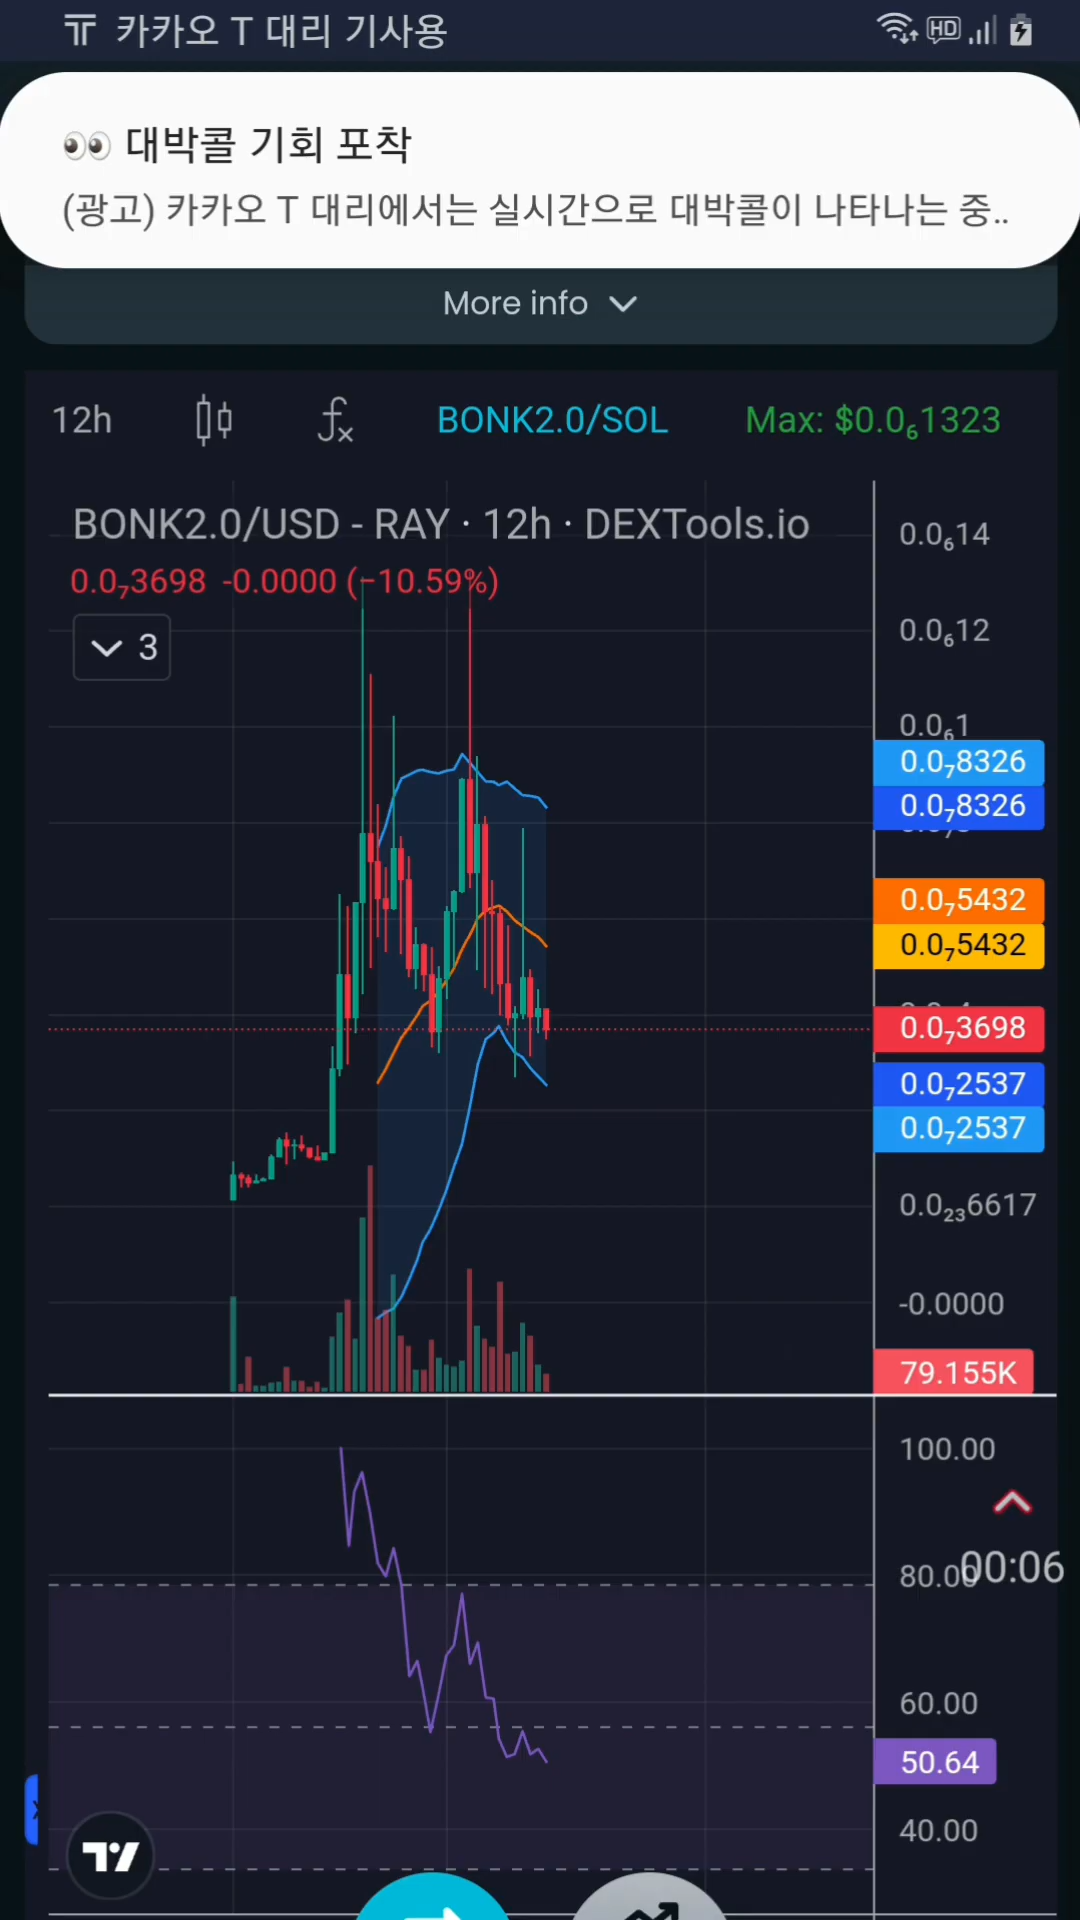 카카오 T 대리 기사용
HD
👀 대박콜 기회 포착
(광고) 카카오 T 대리에서는 실시간으로 대박콜이 나타나는 중..
More info
12h fx BONK2.0/SOL Max: $0.0₆1323
BONK2.0/USD - RAY · 12h · DEXTools.io
0.0₇3698 -0.0000 (−10.59%)
3
0.0₆14
0.0₆12
0.0₆1
0.0₇8326
0.0₇8326
0.0₇5432
0.0₇5432
0.0₇3698
0.0₇2537
0.0₇2537
0.0₂₃6617
-0.0000
79.155K
100.00
80.00
00:06
60.00
50.64
40.00